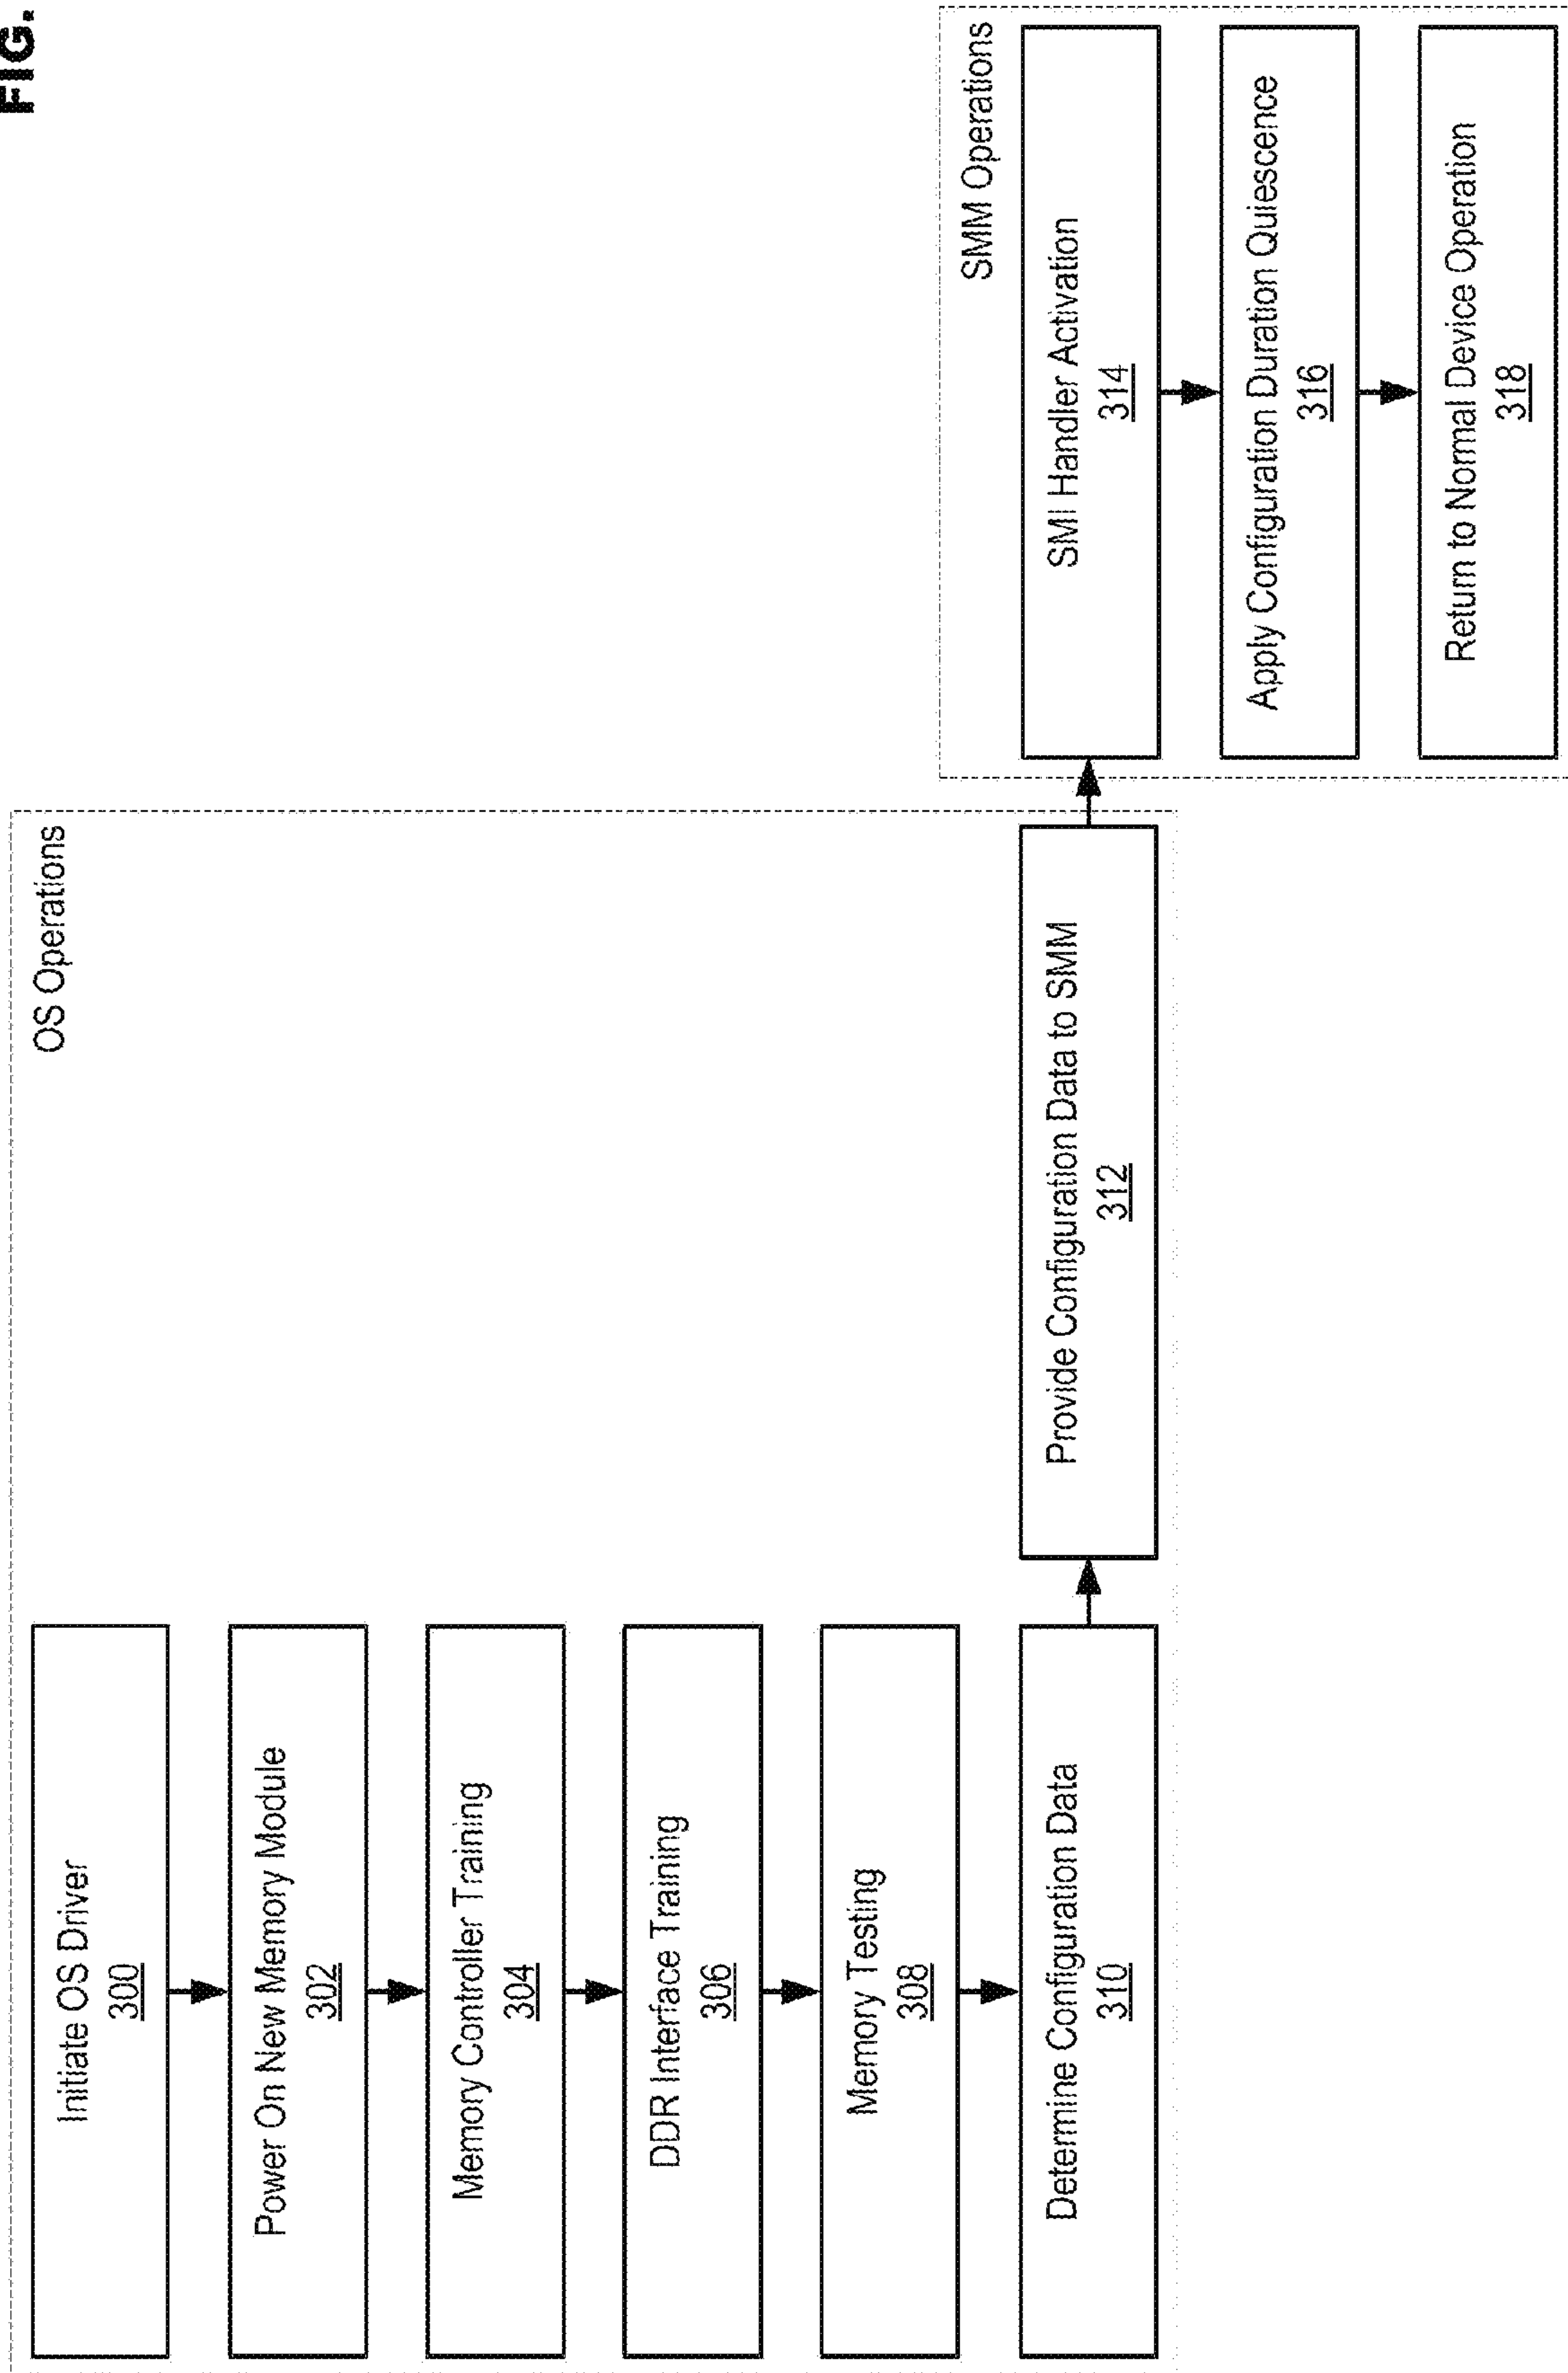 FIG.
OS Operations
Initiate OS Driver
300
Power On New Memory Module
302
Memory Controller Training
304
DDR Interface Training
306
Memory Testing
308
Determine Configuration Data
310
Provide Configuration Data to SMM
312
SMM Operations
SMI Handler Activation
314
Apply Configuration Duration Quiescence
316
Return to Normal Device Operation
318